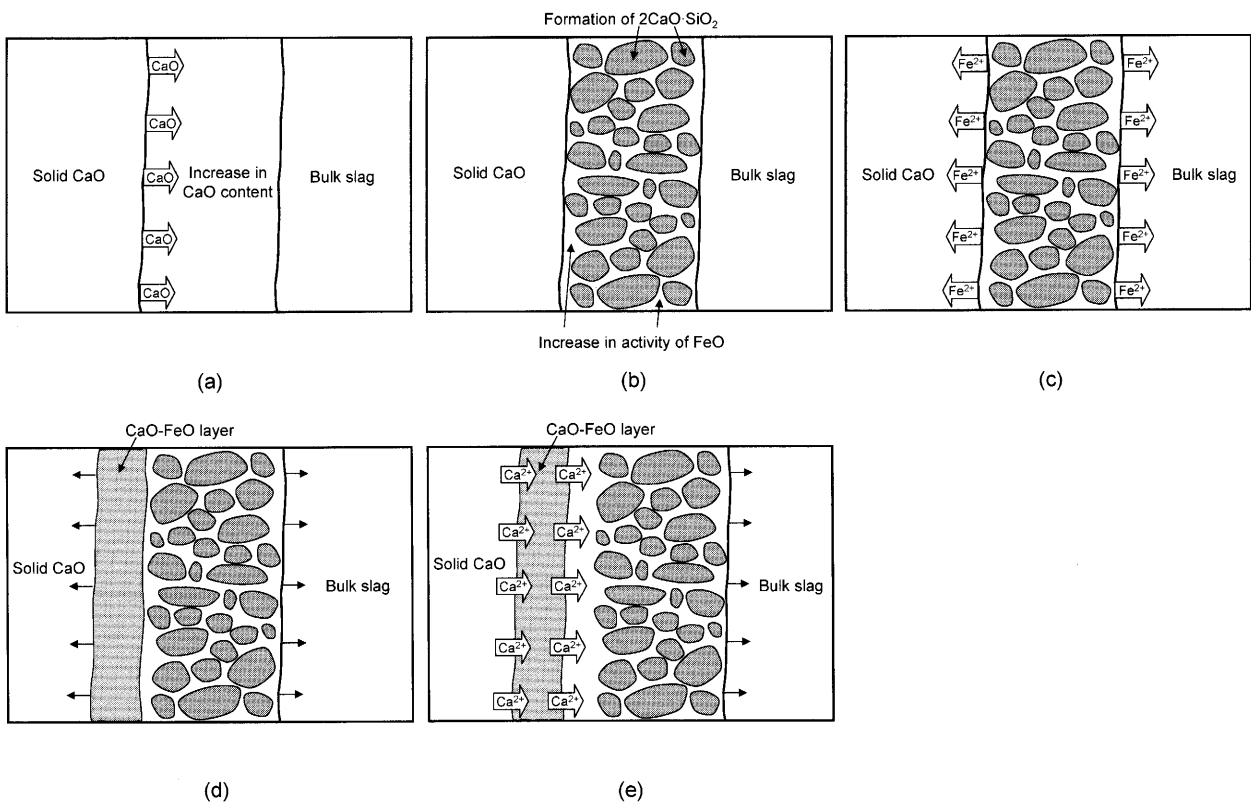 Solid CaO
CaO
CaO
CaO
CaO
CaO
Increase in
CaO content
Bulk slag
(a)
Formation of 2CaO·SiO₂
Solid CaO
Bulk slag
Increase in activity of FeO
(b)
Solid CaO
Fe²⁺
Fe²⁺
Fe²⁺
Fe²⁺
Fe²⁺
Fe²⁺
Fe²⁺
Fe²⁺
Fe²⁺
Fe²⁺
Bulk slag
(c)
CaO-FeO layer
Solid CaO
Bulk slag
(d)
CaO-FeO layer
Solid CaO
Ca²⁺
Ca²⁺
Ca²⁺
Ca²⁺
Ca²⁺
Ca²⁺
Ca²⁺
Ca²⁺
Ca²⁺
Ca²⁺
Bulk slag
(e)